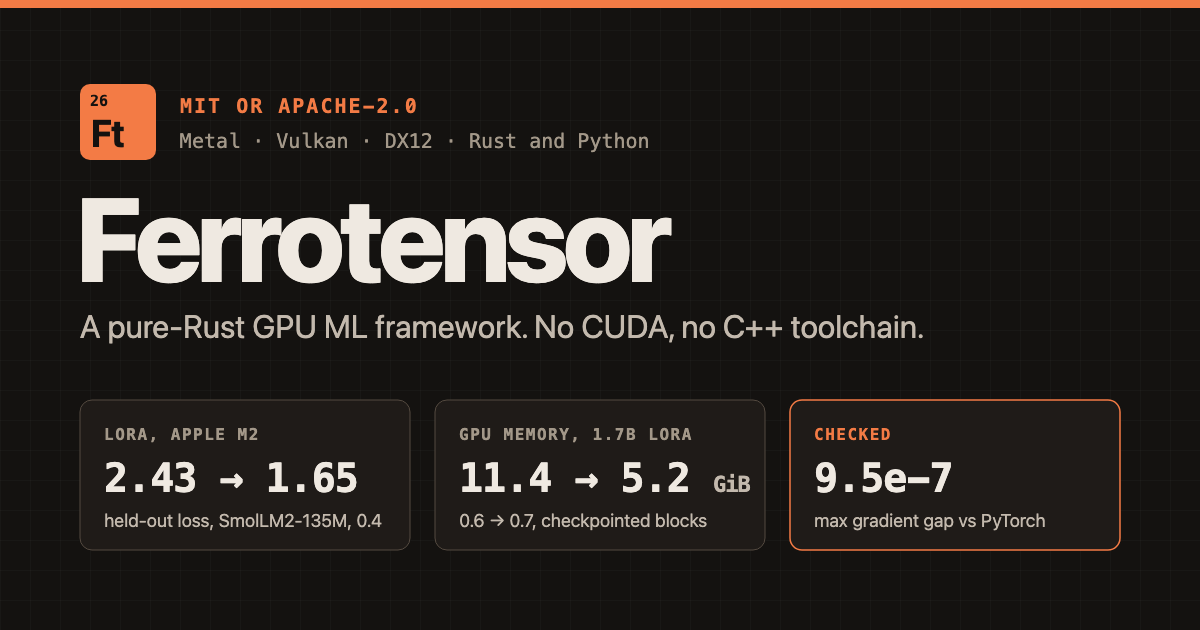 26
Ft
MIT OR APACHE–2.0
Metal · Vulkan · DX12 · Rust and Python
Ferrotensor
A pure-Rust GPU ML framework. No CUDA, no C++ toolchain.
LORA, APPLE M2
2.43 → 1.65
held-out loss, SmolLM2-135M, 0.4
GPU MEMORY, 1.7B LORA
11.4 → 5.2 GiB
0.6 → 0.7, checkpointed blocks
CHECKED
9.5e–7
max gradient gap vs PyTorch